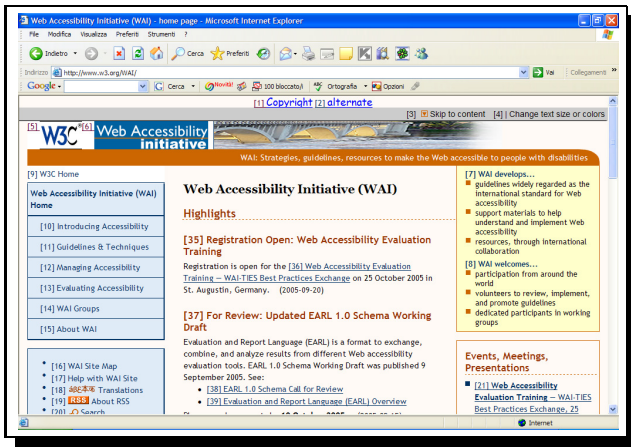 Web Accessibility Initiative (WAI) - home page - Microsoft Internet Explorer
File Modifica Visualizza Preferiti Strumenti ?
Indietro Cerca Preferiti
Indirizzo http://www.w3.org/WAI/ Vai Collegamenti »
Google Cerca Novità! 100 bloccato/i ABC Ortografia Opzioni
[1] Copyright [2] alternate
[3] Skip to content [4] | Change text size or colors
[5] W3C [6] Web Accessibility
initiative
WAI: Strategies, guidelines, resources to make the Web accessible to people with disabilities
[9] W3C Home
Web Accessibility Initiative (WAI)
Home
[10] Introducing Accessibility
[11] Guidelines & Techniques
[12] Managing Accessibility
[13] Evaluating Accessibility
[14] WAI Groups
[15] About WAI
[16] WAI Site Map
[17] Help with WAI Site
[18] Translations
[19] RSS About RSS
[20] Search
Web Accessibility Initiative (WAI)
Highlights
[35] Registration Open: Web Accessibility Evaluation
Training
Registration is open for the [36] Web Accessibility Evaluation
Training — WAI-TIES Best Practices Exchange on 25 October 2005 in
St. Augustin, Germany. (2005-09-20)
[37] For Review: Updated EARL 1.0 Schema Working
Draft
Evaluation and Report Language (EARL) is a format to exchange,
combine, and analyze results from different Web accessibility
evaluation tools. EARL 1.0 Schema Working Draft was published 9
September 2005. See:
[38] EARL 1.0 Schema Call for Review
[39] Evaluation and Report Language (EARL) Overview
[7] WAI develops...
guidelines widely regarded as the
international standard for Web
accessibility
support materials to help
understand and implement Web
accessibility
resources, through international
collaboration
[8] WAI welcomes...
participation from around the
world
volunteers to review, implement,
and promote guidelines
dedicated participants in working
groups
Events, Meetings,
Presentations
[21] Web Accessibility
Evaluation Training — WAI-TIES
Best Practices Exchange, 25
Internet